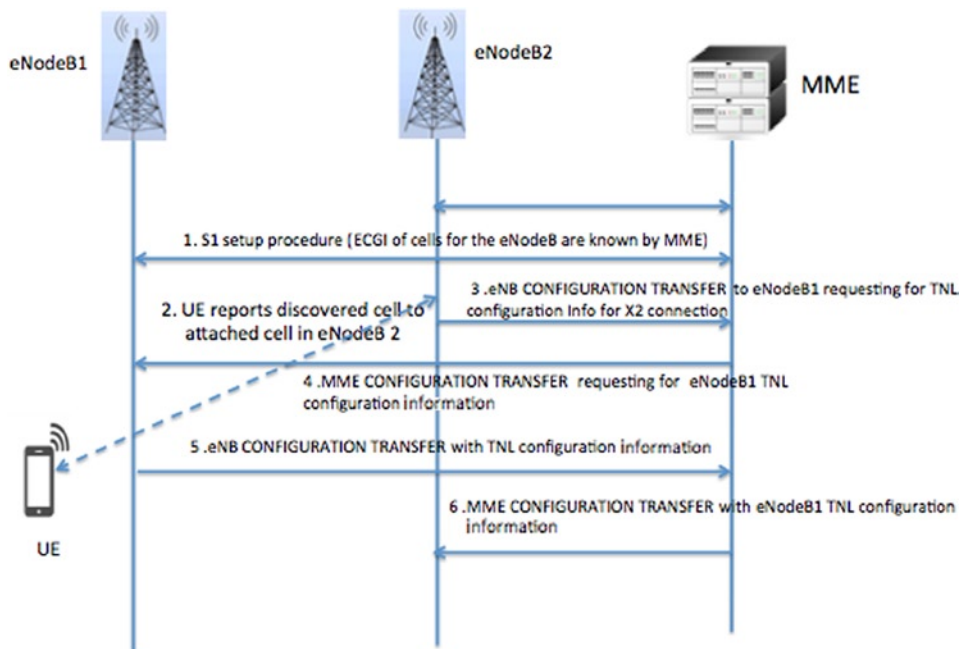 eNodeB1
eNodeB2
MME
1. S1 setup procedure (ECGI of cells for the eNodeB are known by MME)
2. UE reports discovered cell to
attached cell in eNodeB 2
3 .eNB CONFIGURATION TRANSFER to eNodeB1 requesting for TNL
configuration Info for X2 connection
4 .MME CONFIGURATION TRANSFER requesting for eNodeB1 TNL
configuration information
5 .eNB CONFIGURATION TRANSFER with TNL configuration information
6 .MME CONFIGURATION TRANSFER with eNodeB1 TNL configuration
information
UE